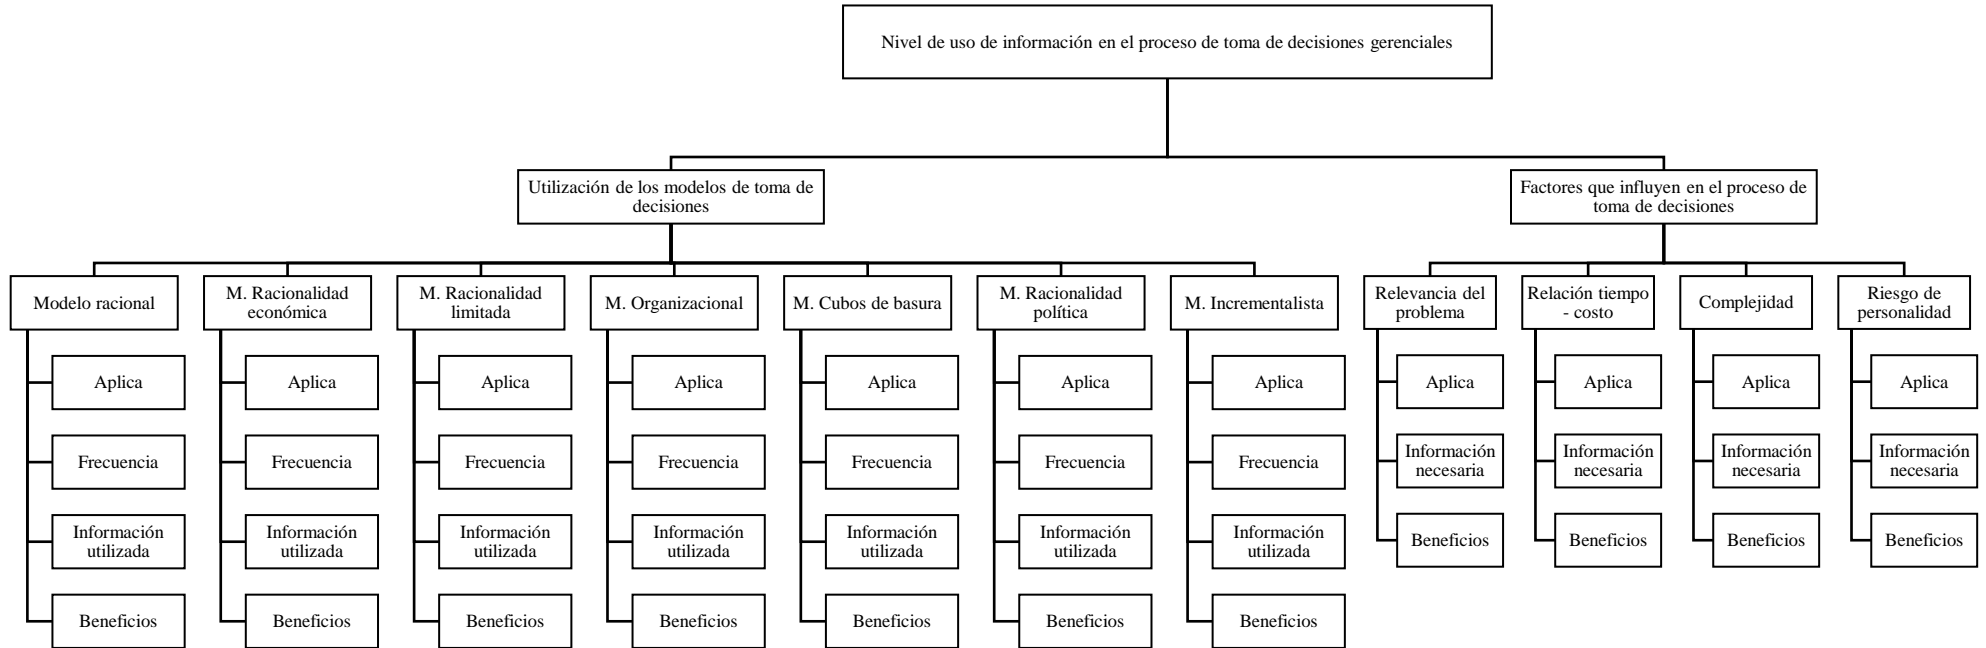 Nivel de uso de información en el proceso de toma de decisiones gerenciales
Utilización de los modelos de toma de
decisiones
Factores que influyen en el proceso de
toma de decisiones
Modelo racional
Aplica
Frecuencia
Información
utilizada
Beneficios
M. Racionalidad
económica
Aplica
Frecuencia
Información
utilizada
Beneficios
M. Racionalidad
limitada
Aplica
Frecuencia
Información
utilizada
Beneficios
M. Organizacional
Aplica
Frecuencia
Información
utilizada
Beneficios
M. Cubos de basura
Aplica
Frecuencia
Información
utilizada
Beneficios
M. Racionalidad
política
Aplica
Frecuencia
Información
utilizada
Beneficios
M. Incrementalista
Aplica
Frecuencia
Información
utilizada
Beneficios
Relevancia del
problema
Aplica
Información
necesaria
Beneficios
Relación tiempo
- costo
Aplica
Información
necesaria
Beneficios
Complejidad
Aplica
Información
necesaria
Beneficios
Riesgo de
personalidad
Aplica
Información
necesaria
Beneficios